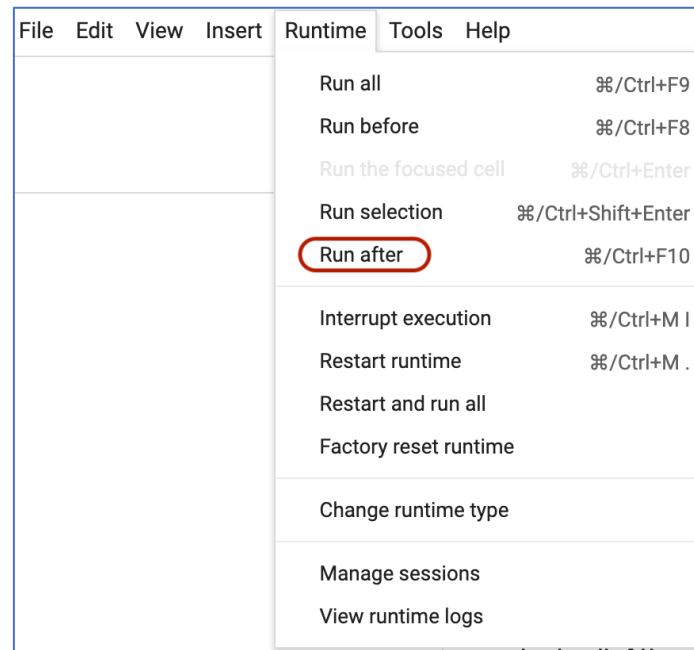 File Edit View Insert Runtime Tools Help
Run all ⌘/Ctrl+F9
Run before ⌘/Ctrl+F8
Run the focused cell ⌘/Ctrl+Enter
Run selection ⌘/Ctrl+Shift+Enter
Run after ⌘/Ctrl+F10
Interrupt execution ⌘/Ctrl+M I
Restart runtime ⌘/Ctrl+M .
Restart and run all
Factory reset runtime
Change runtime type
Manage sessions
View runtime logs